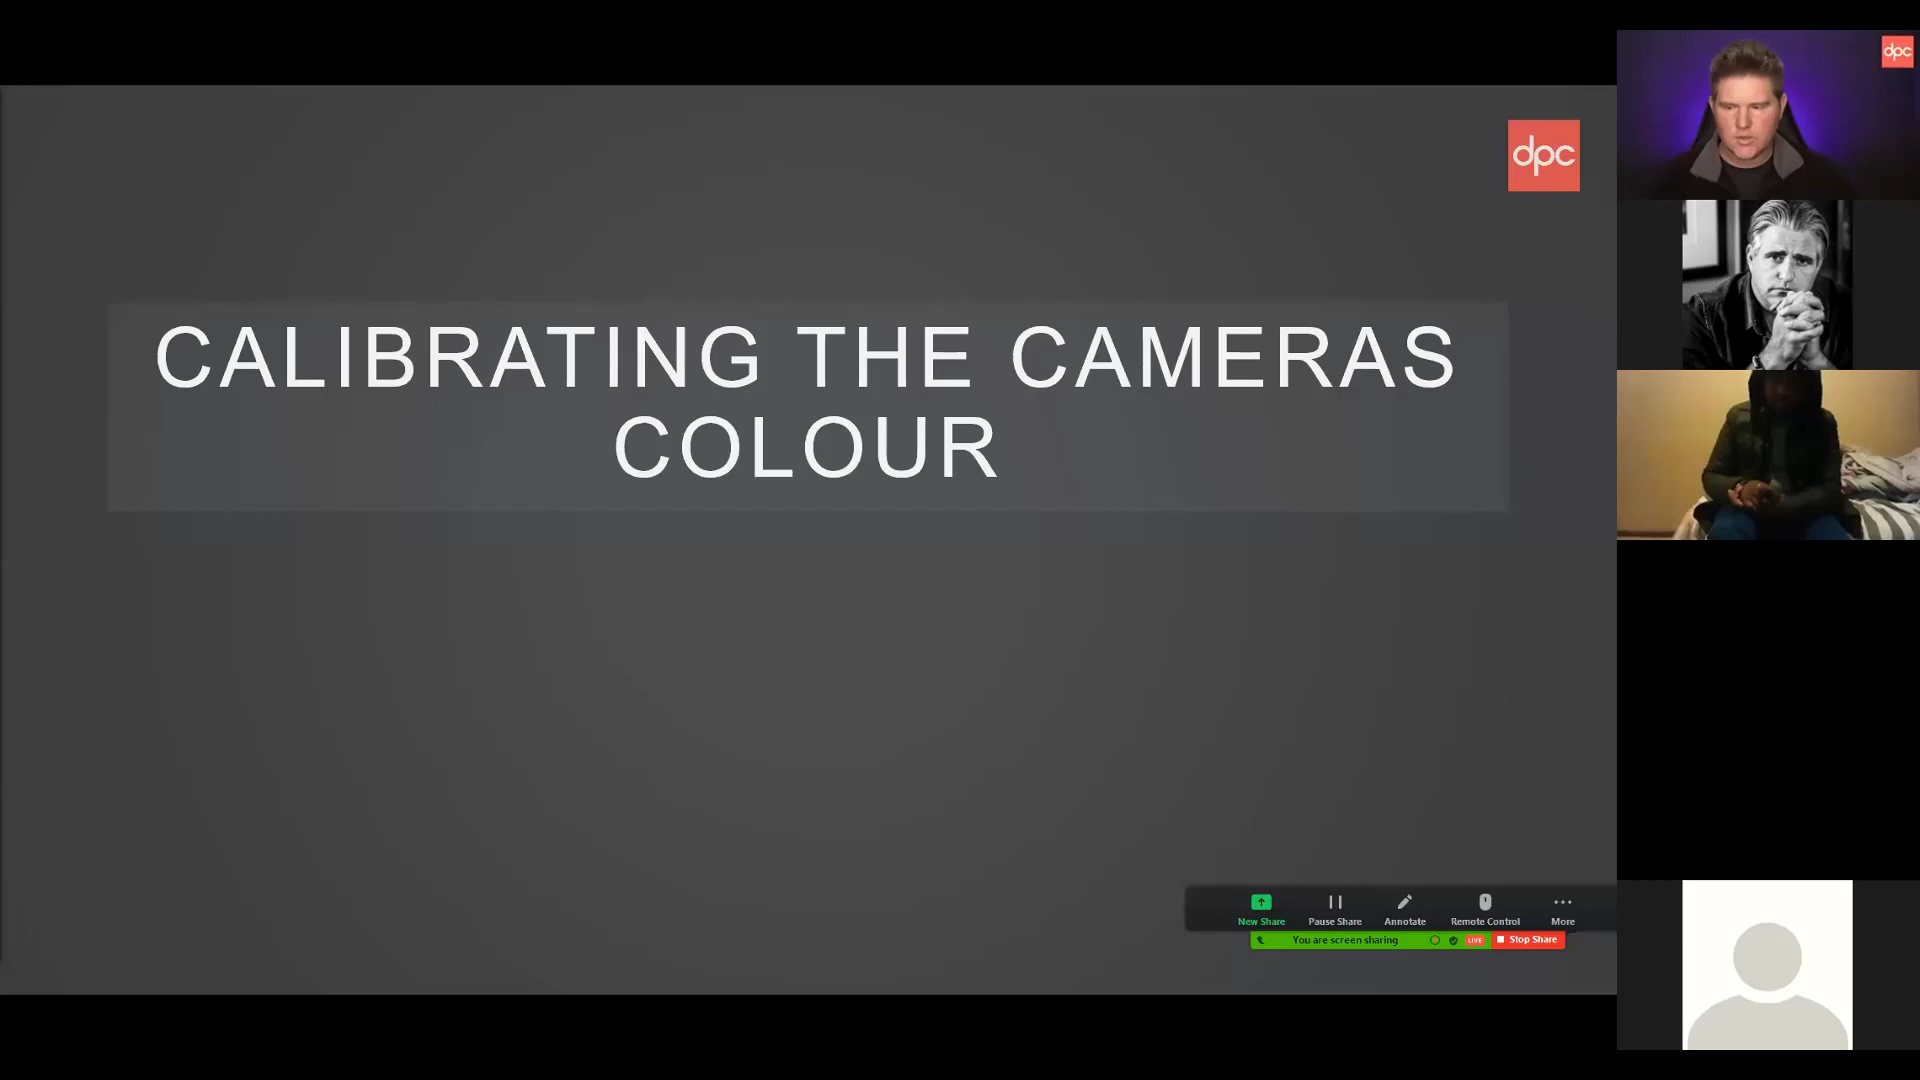 dpc
dpc
CALIBRATING THE CAMERAS
COLOUR
New Share Pause Share Annotate Remote Control More
You are screen sharing LIVE Stop Share